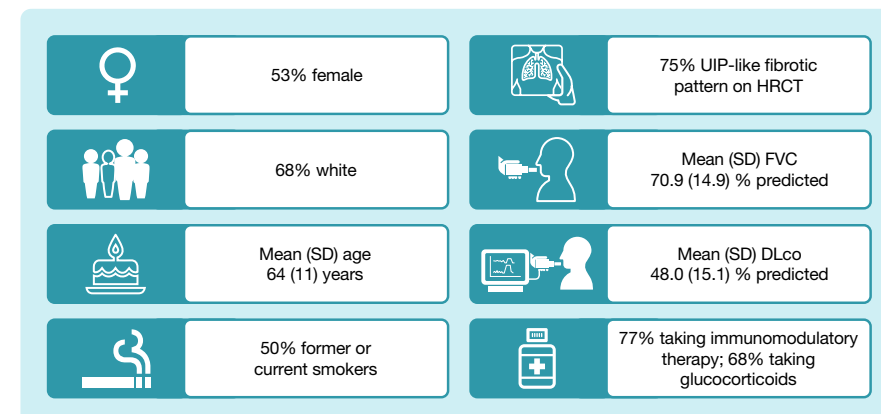 53% female
75% UIP-like fibrotic
pattern on HRCT
68% white
Mean (SD) FVC
70.9 (14.9) % predicted
Mean (SD) age
64 (11) years
Mean (SD) DLco
48.0 (15.1) % predicted
50% former or
current smokers
77% taking immunomodulatory
therapy; 68% taking
glucocorticoids